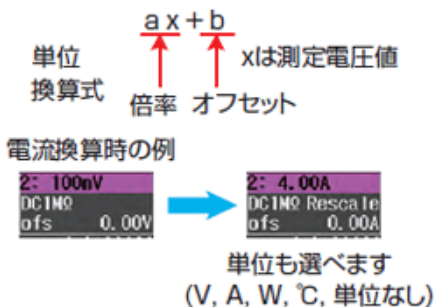 ax+b
単位
換算式
xは測定電圧値
倍率 オフセット
電流換算時の例
2: 100mV
DC1MΩ
ofs 0.00V
2: 4.00A
DC1MΩ Rescale
ofs 0.00A
単位も選べます
(V, A, W, ℃, 単位なし)